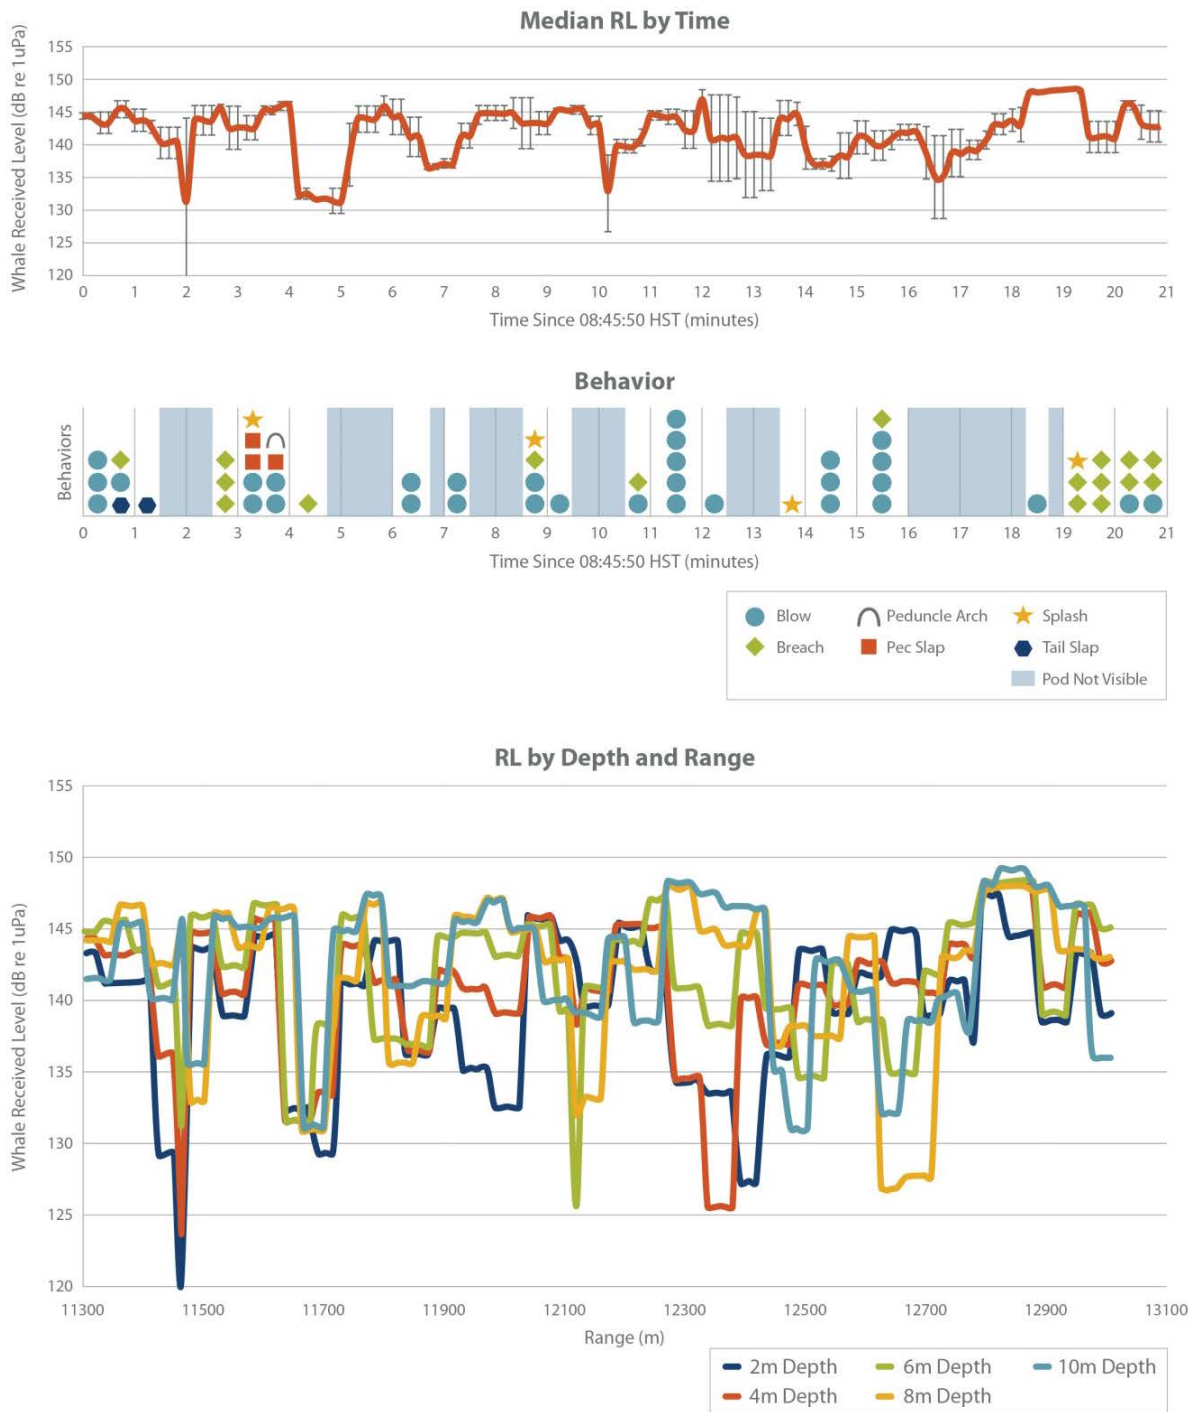 Median RL by Time
Whale Received Level (dB re 1uPa)
155
150
145
140
135
130
125
120
0 1 2 3 4 5 6 7 8 9 10 11 12 13 14 15 16 17 18 19 20 21
Time Since 08:45:50 HST (minutes)
Behavior
Behaviors
0 1 2 3 4 5 6 7 8 9 10 11 12 13 14 15 16 17 18 19 20 21
Time Since 08:45:50 HST (minutes)
Blow Peduncle Arch Splash
Breach Pec Slap Tail Slap
Pod Not Visible
RL by Depth and Range
Whale Received Level (dB re 1uPa)
155
150
145
140
135
130
125
120
11300 11500 11700 11900 12100 12300 12500 12700 12900 13100
Range (m)
2m Depth 6m Depth 10m Depth
4m Depth 8m Depth